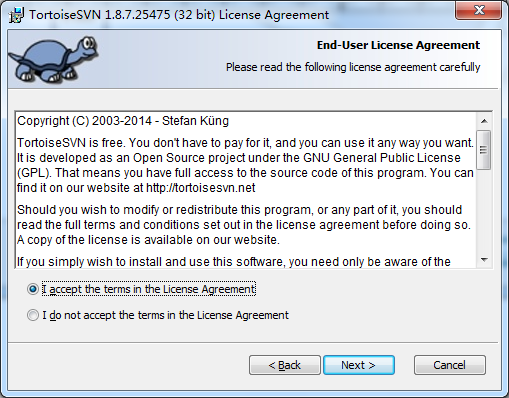 TortoiseSVN 1.8.7.25475 (32 bit) License Agreement
End-User License Agreement
Please read the following license agreement carefully
Copyright (C) 2003-2014 - Stefan Küng
TortoiseSVN is free. You don't have to pay for it, and you can use it any way you want.
It is developed as an Open Source project under the GNU General Public License
(GPL). That means you have full access to the source code of this program. You can
find it on our website at http://tortoisesvn.net
Should you wish to modify or redistribute this program, or any part of it, you should
read the full terms and conditions set out in the license agreement before doing so.
A copy of the license is available on our website.
If you simply wish to install and use this software, you need only be aware of the
I accept the terms in the License Agreement
I do not accept the terms in the License Agreement
< Back Next > Cancel